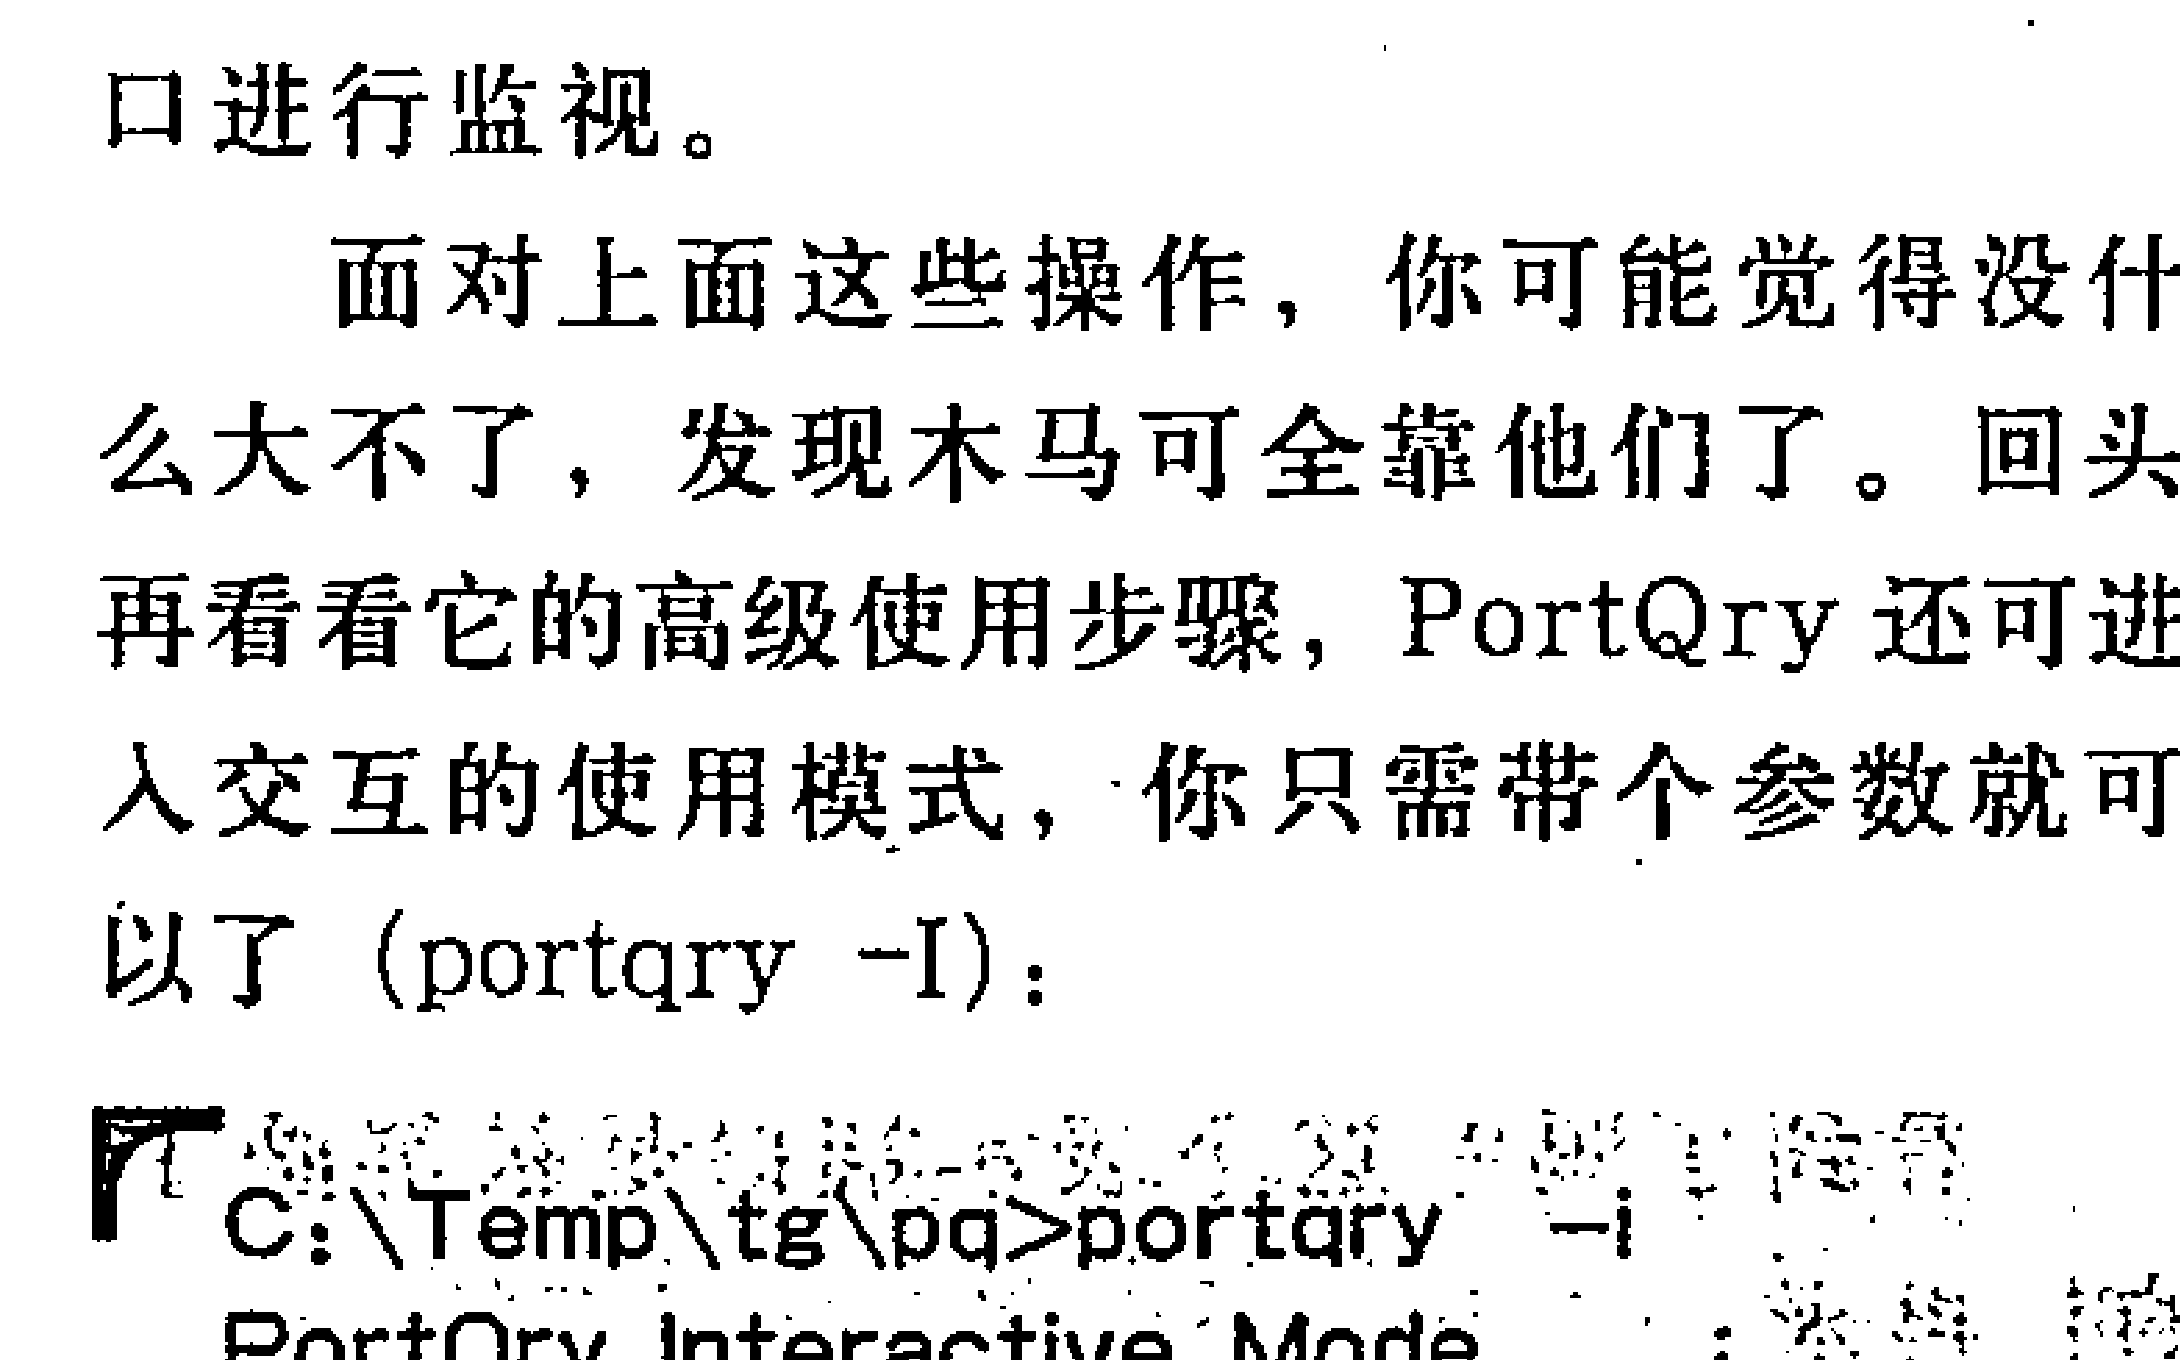 口进行监视。
面对上面这些操作，你可能觉得没什
么大不了，发现木马可全靠他们了。回头
再看看它的高级使用步骤，PortQry 还可进
入交互的使用模式，你只需带个参数就可
以了 (portqry -I)：
C:\Temp\tg\pq>portqry -i
PortQry Interactive Mode